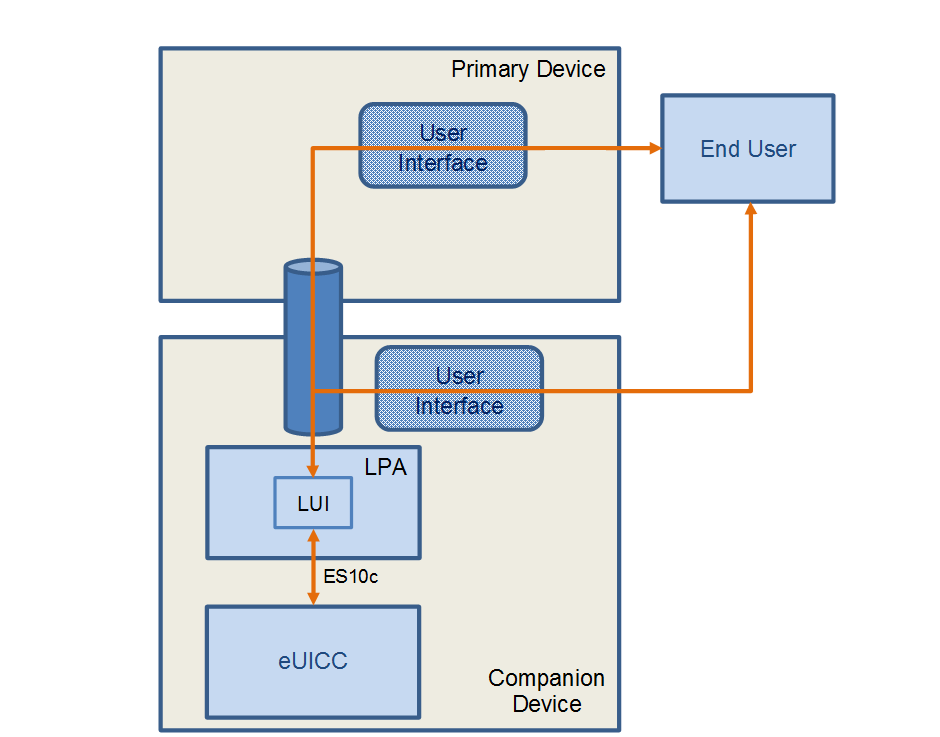 Primary Device
User
Interface
End User
User
Interface
LPA
LUI
ES10c
eUICC
Companion
Device